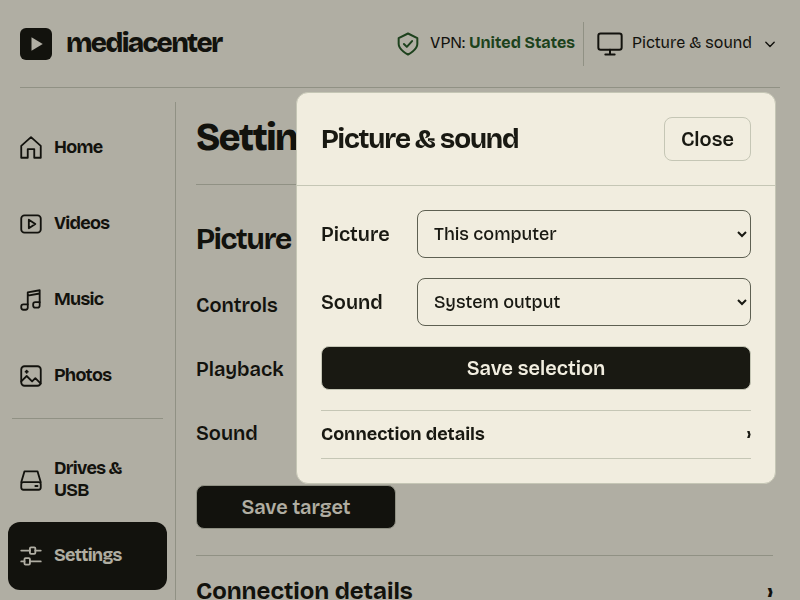 mediacenter
VPN: United States
Picture & sound
Home
Videos
Music
Photos
Drives &
USB
Settings
Picture
Controls
Playback
Sound
Save target
Connection details
Picture & sound
Close
Picture
This computer
Sound
System output
Save selection
Connection details